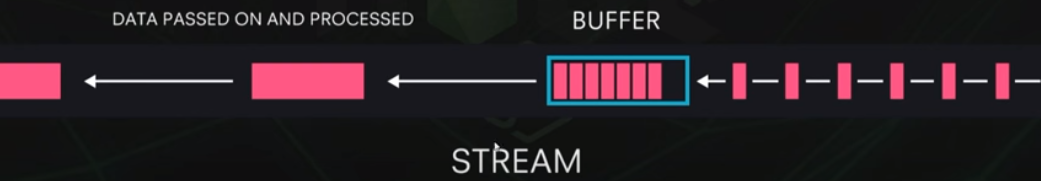 DATA PASSED ON AND PROCESSED
BUFFER
STREAM